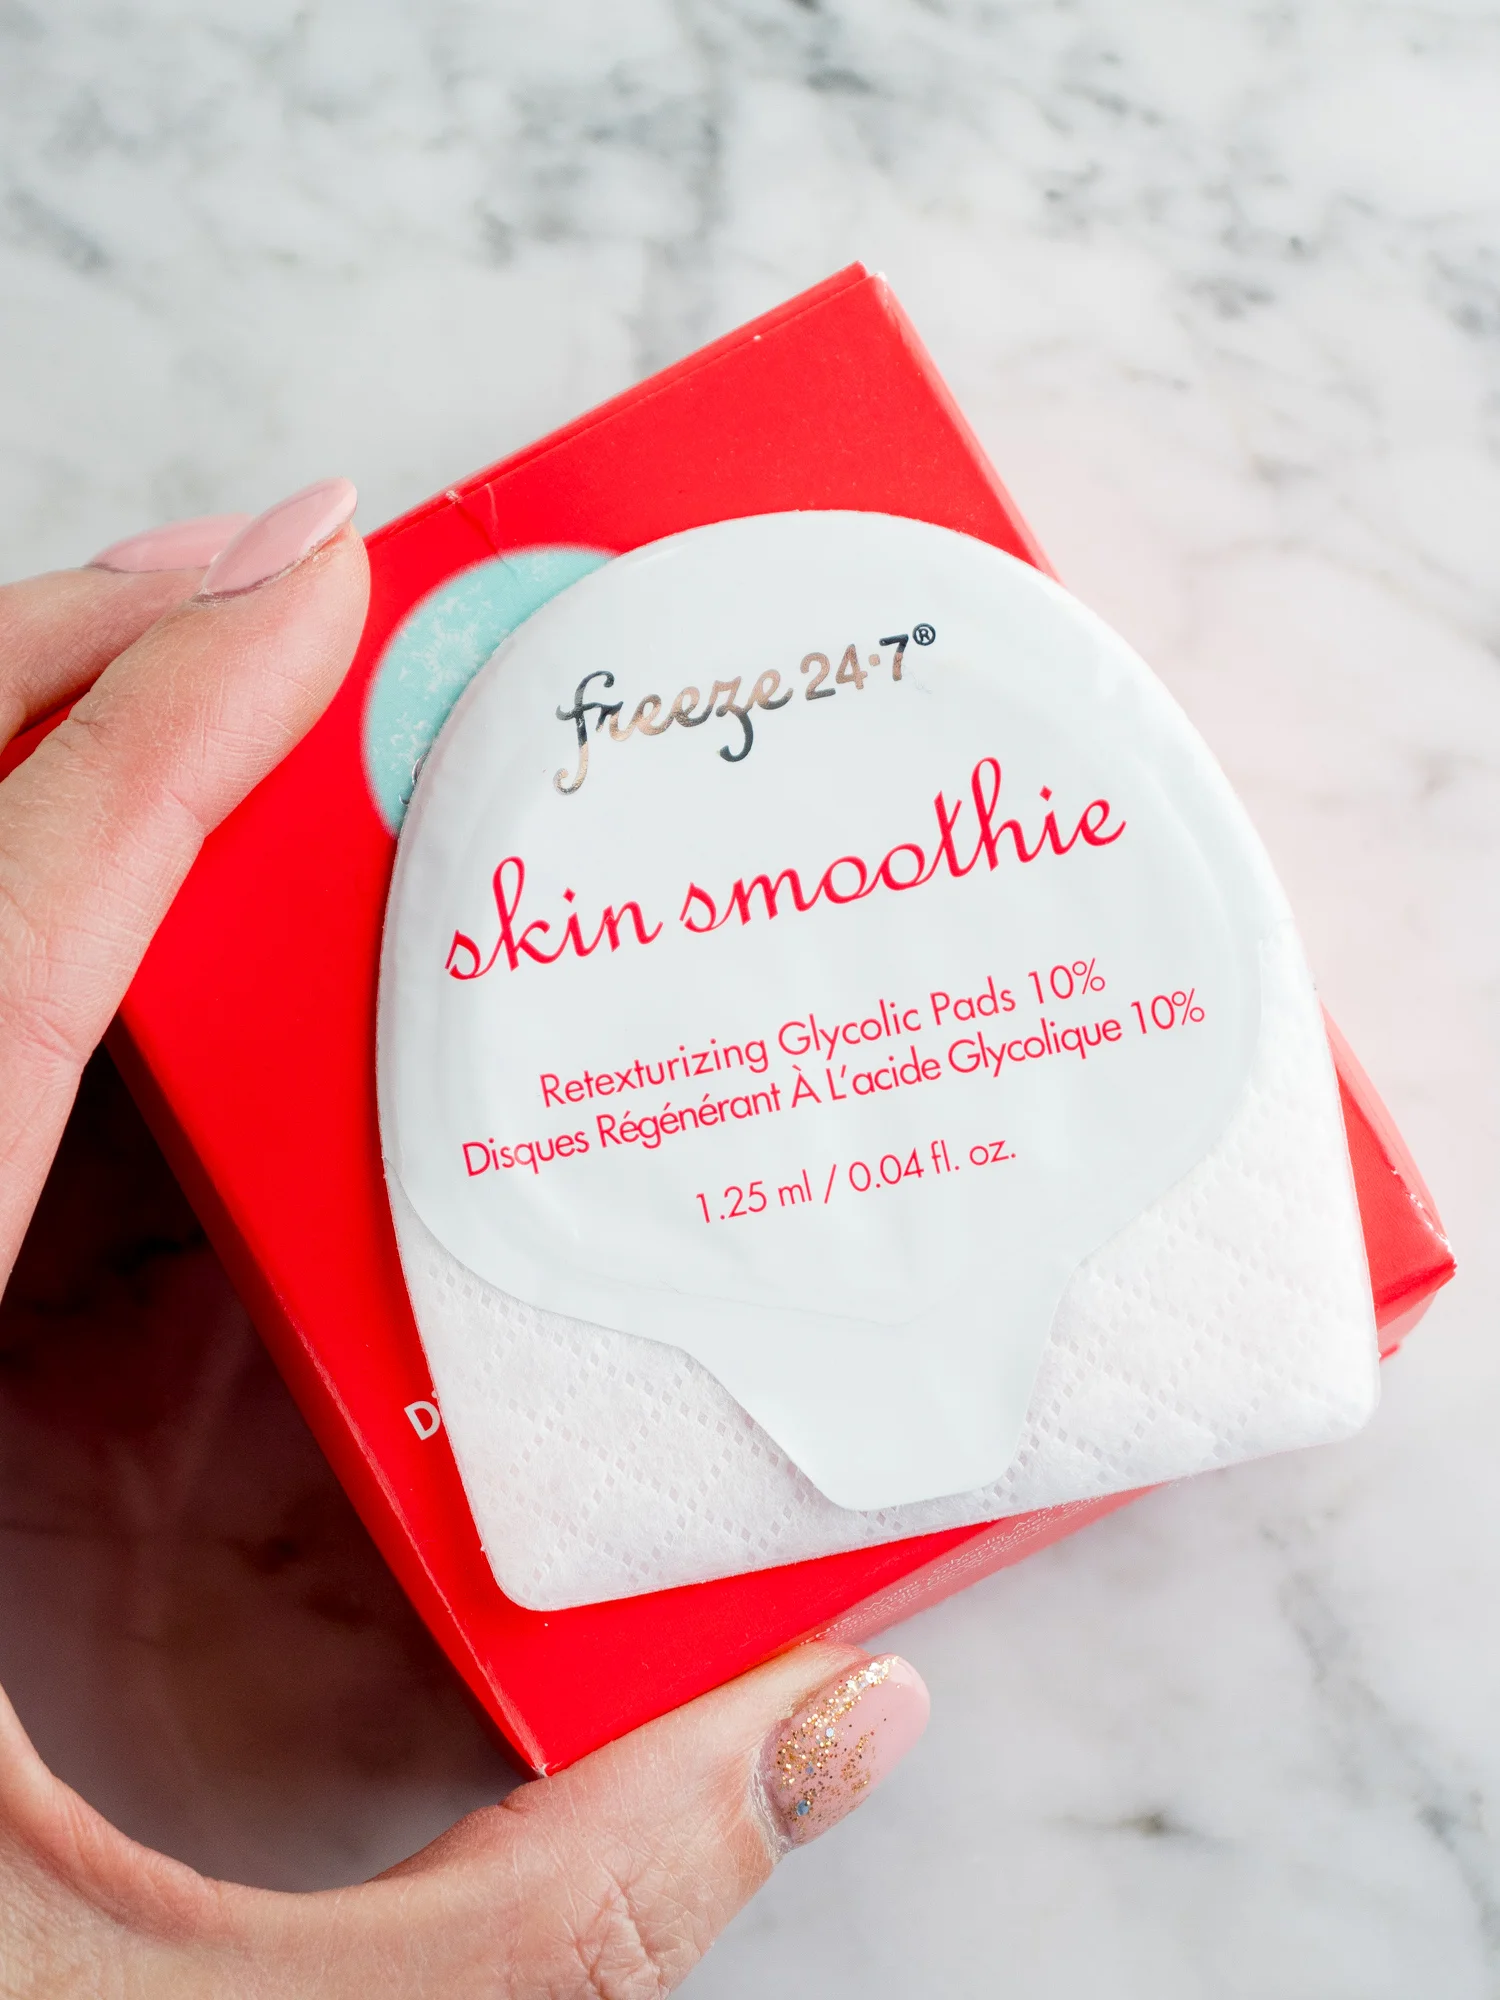 freeze 24·7®
skin smoothie
Retexturizing Glycolic Pads 10%
Disques Régénérant À L'acide Glycolique 10%
1.25 ml / 0.04 fl. oz.